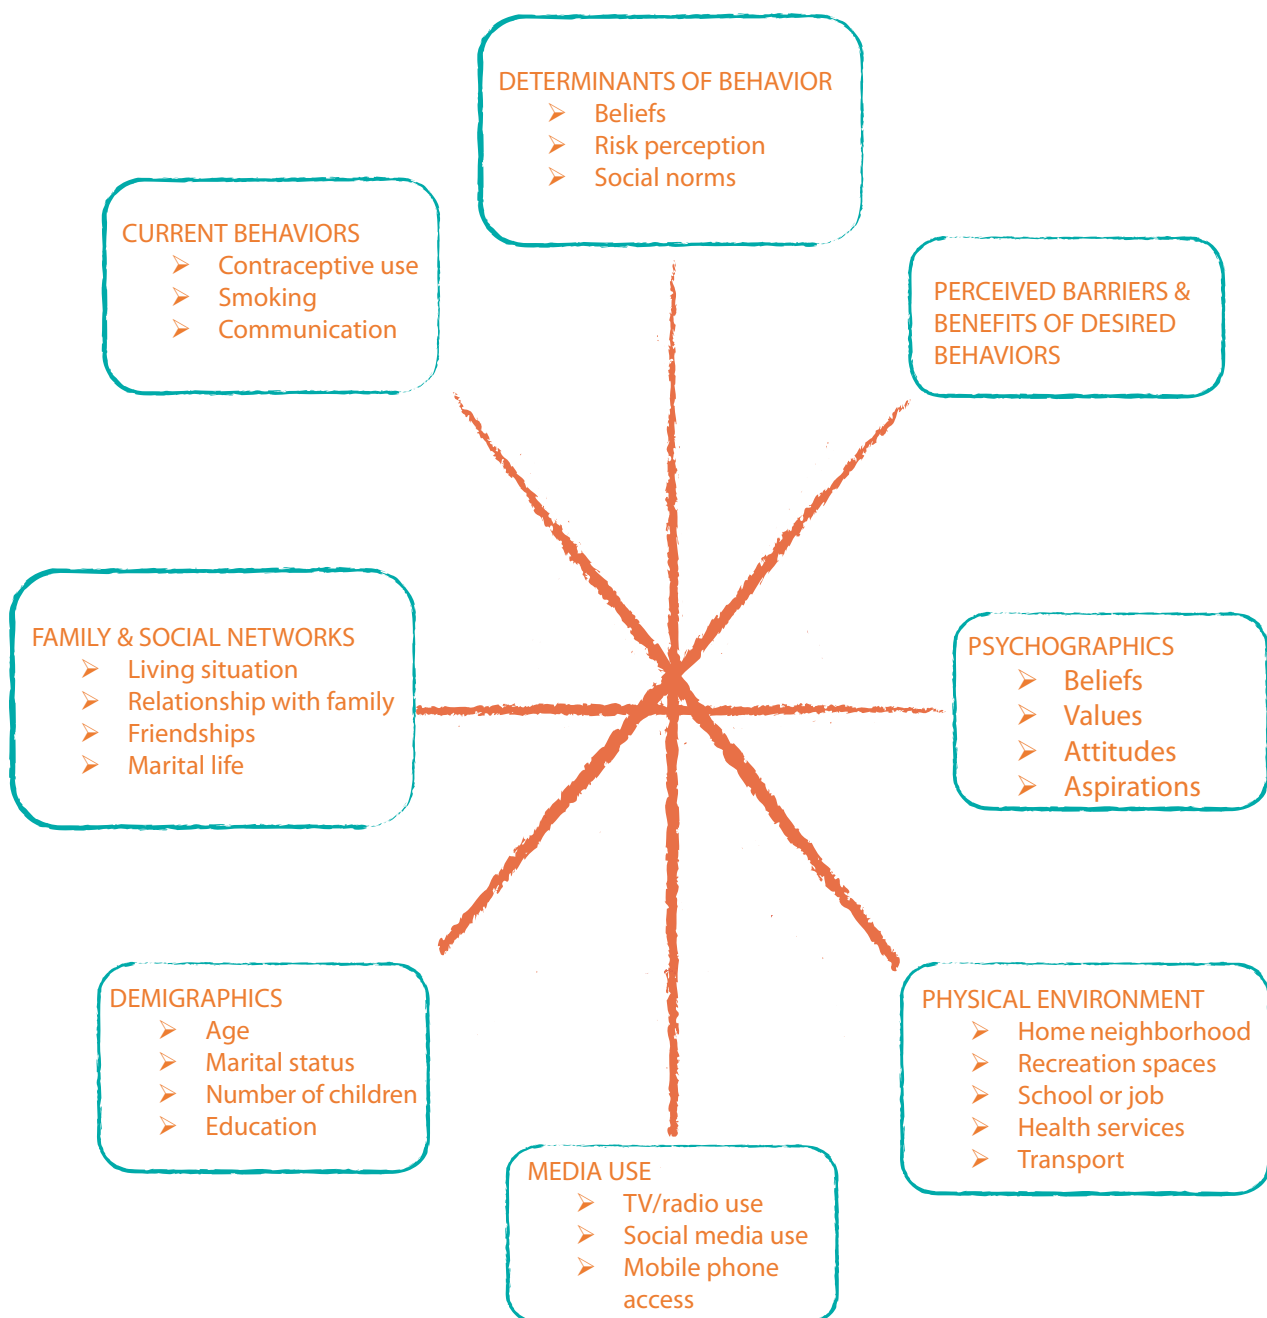 DETERMINANTS OF BEHAVIOR
➢ Beliefs
➢ Risk perception
➢ Social norms
CURRENT BEHAVIORS
➢ Contraceptive use
➢ Smoking
➢ Communication
PERCEIVED BARRIERS &
BENEFITS OF DESIRED
BEHAVIORS
FAMILY & SOCIAL NETWORKS
➢ Living situation
➢ Relationship with family
➢ Friendships
➢ Marital life
PSYCHOGRAPHICS
➢ Beliefs
➢ Values
➢ Attitudes
➢ Aspirations
DEMIGRAPHICS
➢ Age
➢ Marital status
➢ Number of children
➢ Education
PHYSICAL ENVIRONMENT
➢ Home neighborhood
➢ Recreation spaces
➢ School or job
➢ Health services
➢ Transport
MEDIA USE
➢ TV/radio use
➢ Social media use
➢ Mobile phone
access